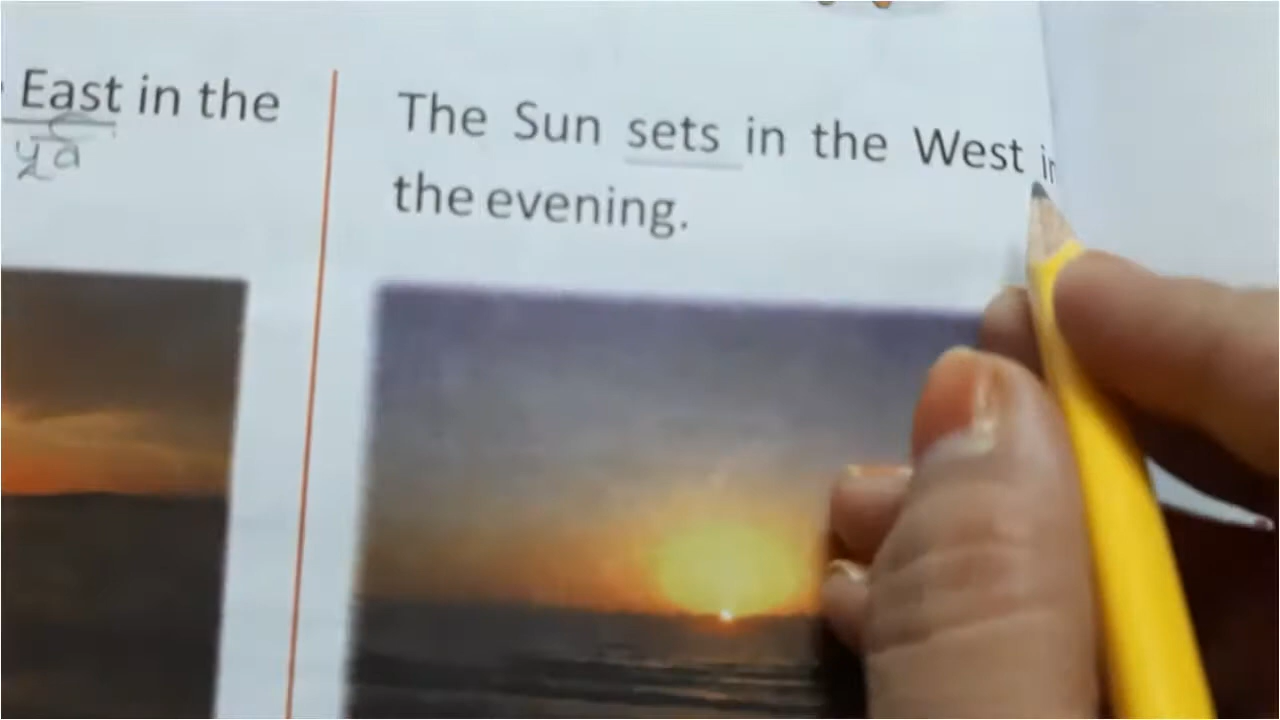 East in the
The Sun sets in the West in
the evening.